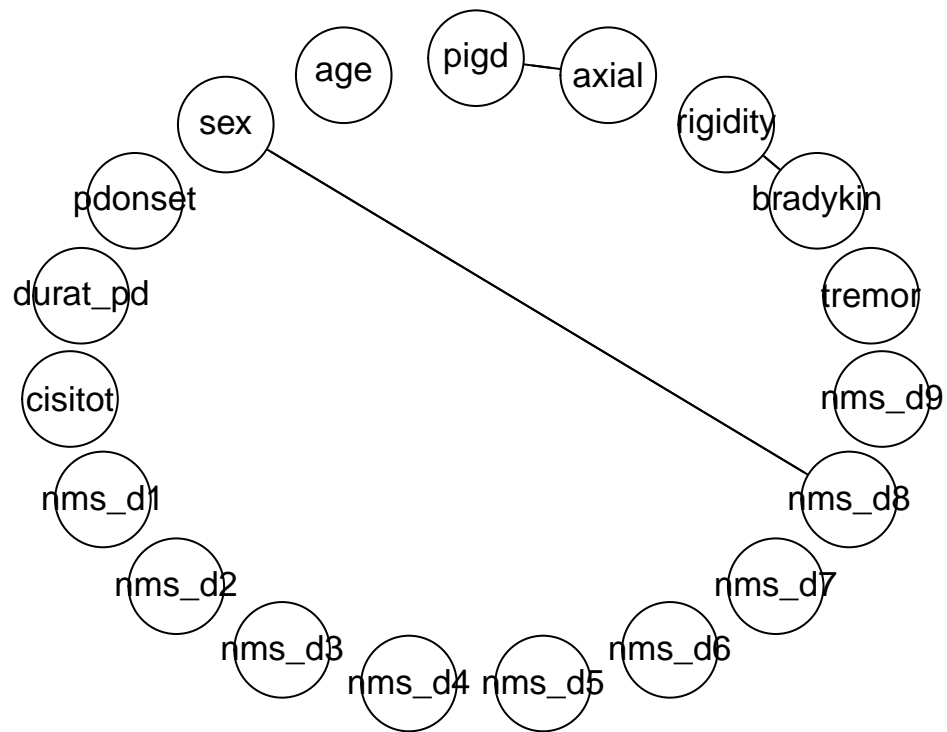 pigd
age
axial
sex
rigidity
pdonset
bradykin
durat_pd
tremor
cisitot
nms_d9
nms_d1
nms_d8
nms_d2
nms_d7
nms_d3
nms_d6
nms_d4
nms_d5